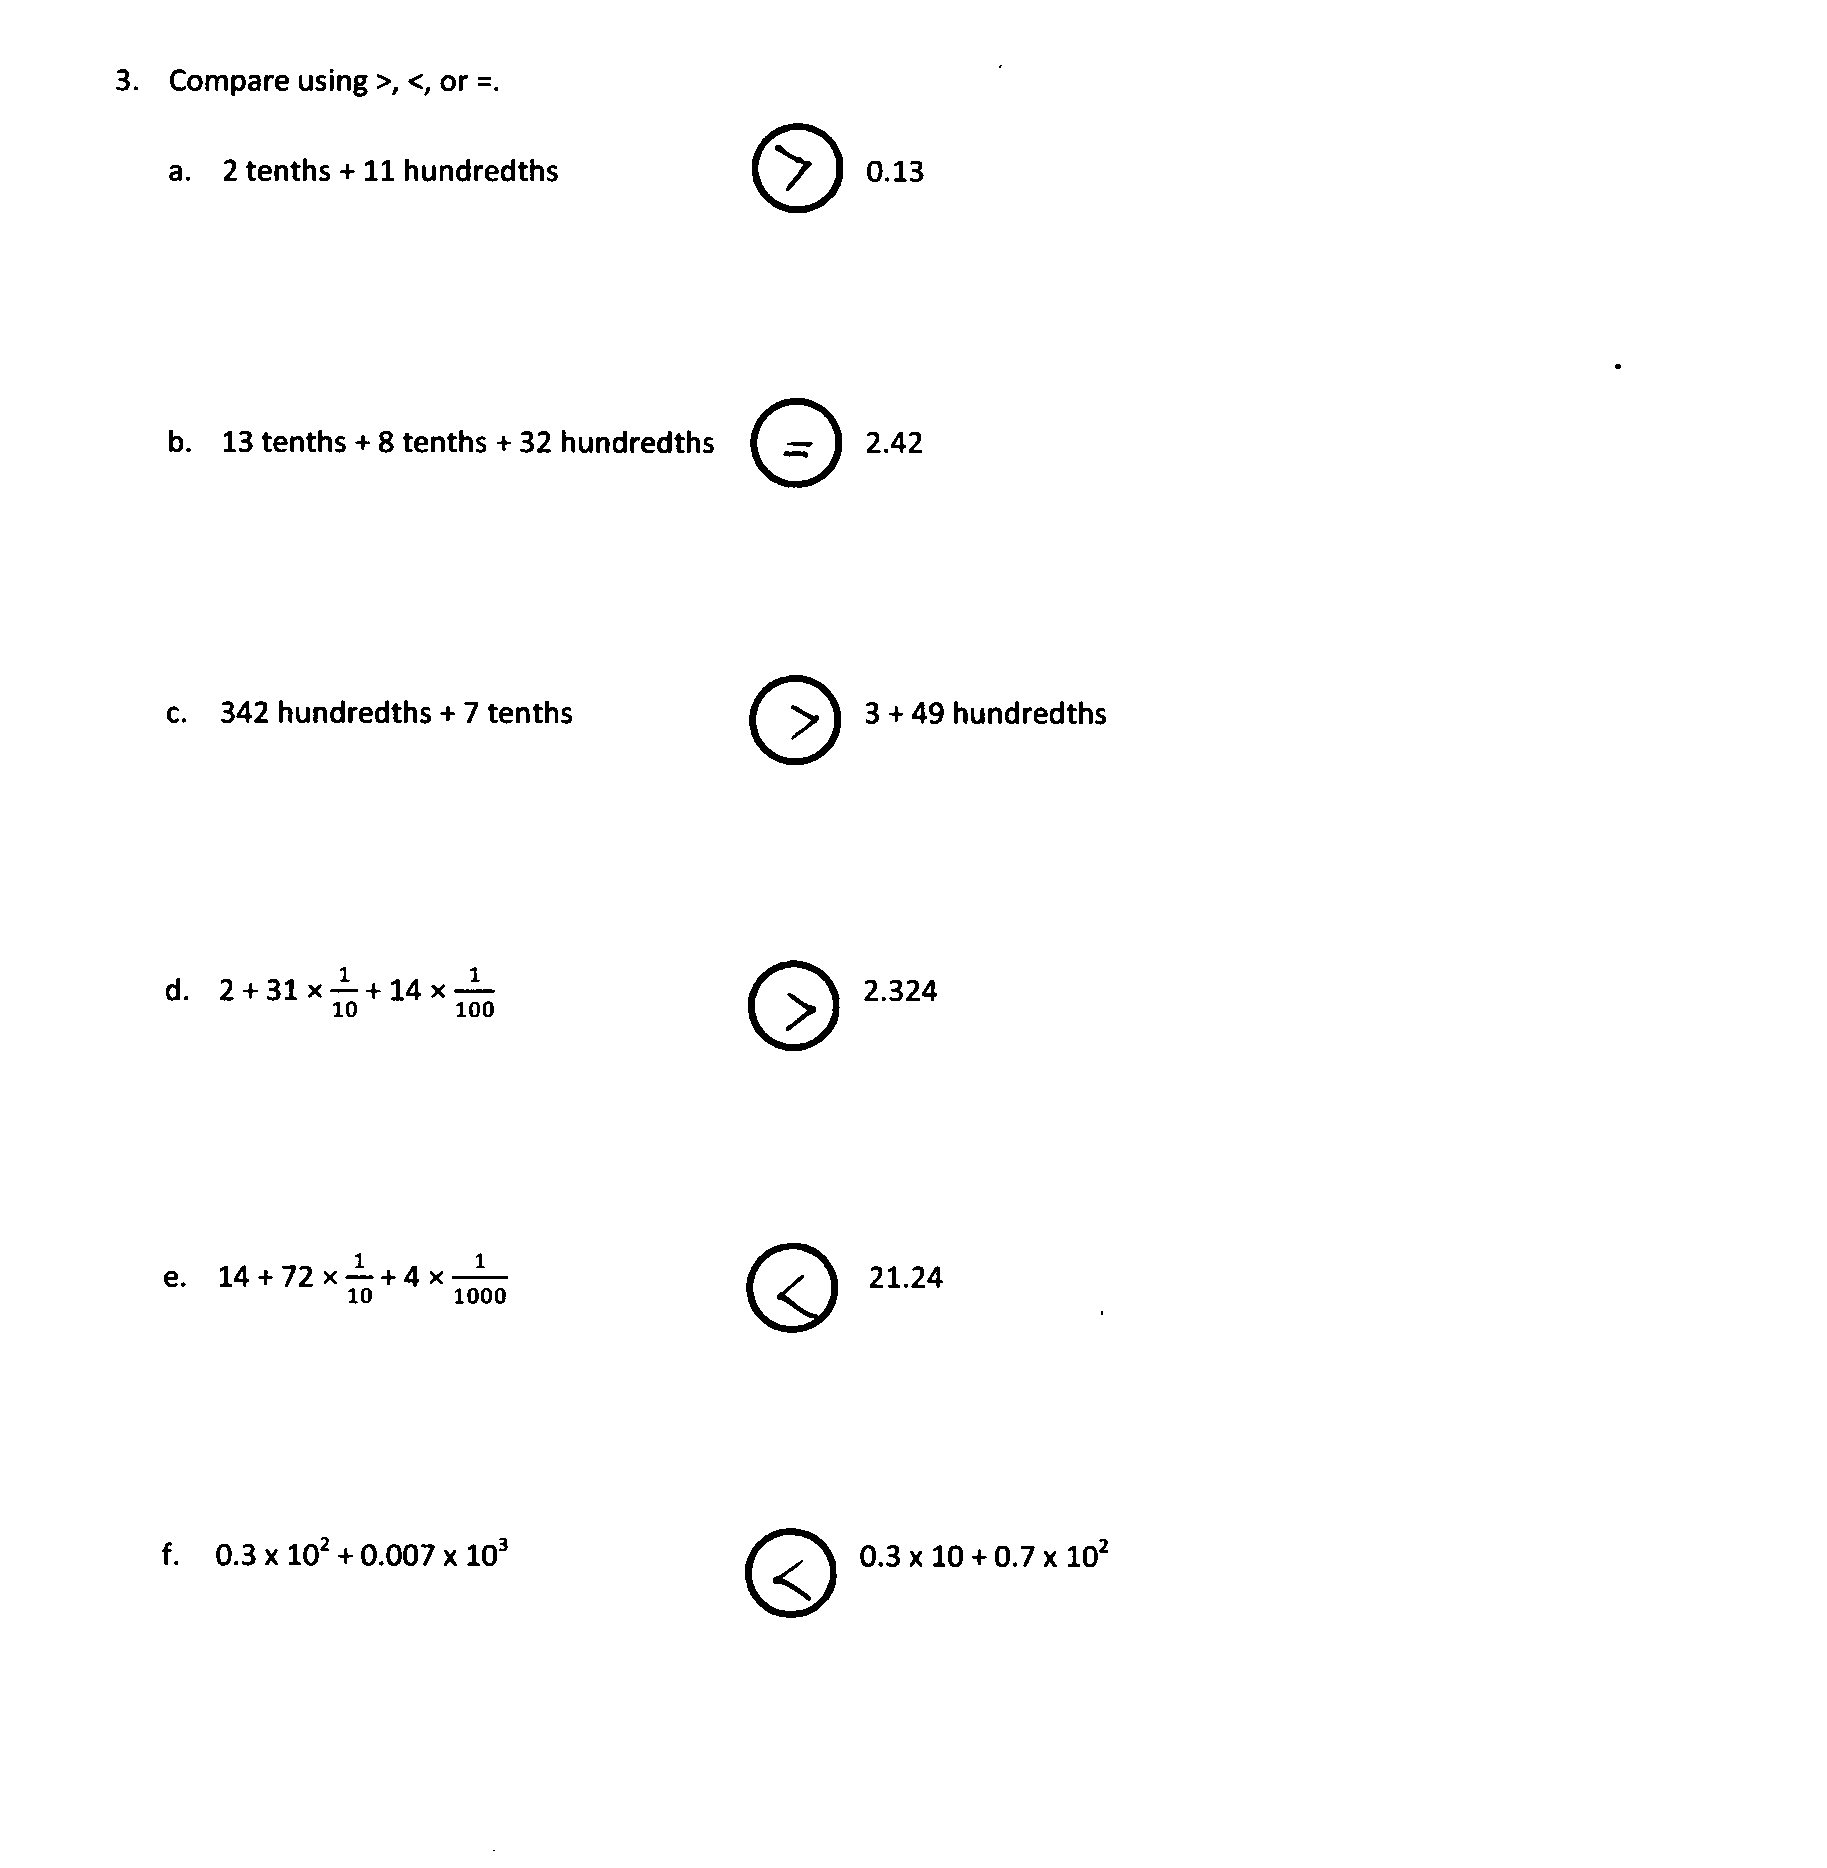 3. Compare using >, <, or =.
a. 2 tenths + 11 hundredths > 0.13
b. 13 tenths + 8 tenths + 32 hundredths = 2.42
c. 342 hundredths + 7 tenths > 3 + 49 hundredths
d. 2 + 31 × 1/10 + 14 × 1/100 > 2.324
e. 14 + 72 × 1/10 + 4 × 1/1000 < 21.24
f. 0.3 x 10² + 0.007 x 10³ < 0.3 x 10 + 0.7 x 10²